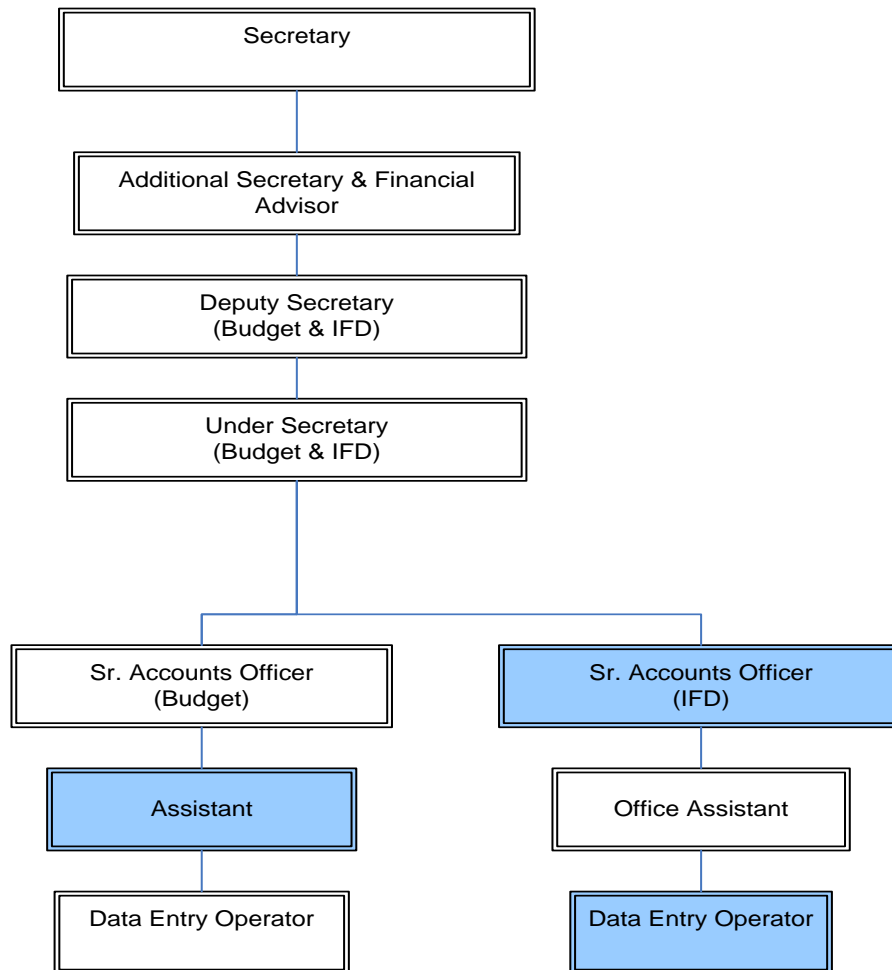 Secretary
Additional Secretary & Financial
Advisor
Deputy Secretary
(Budget & IFD)
Under Secretary
(Budget & IFD)
Sr. Accounts Officer
(Budget)
Sr. Accounts Officer
(IFD)
Assistant
Office Assistant
Data Entry Operator
Data Entry Operator